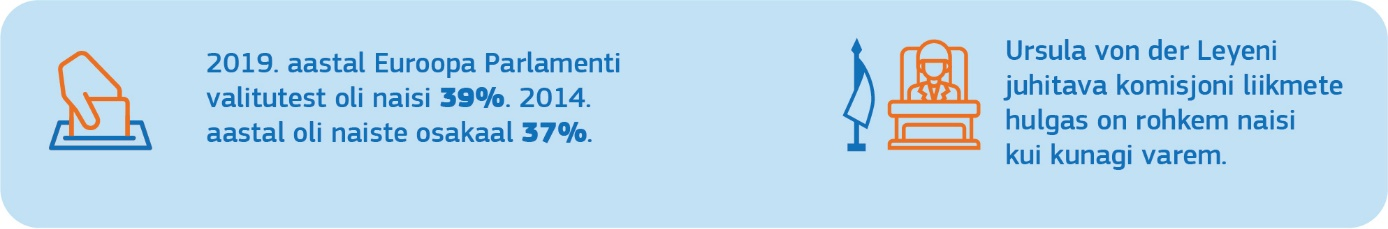 2019. aastal Euroopa Parlamenti
valitutest oli naisi 39%. 2014.
aastal oli naiste osakaal 37%.
Ursula von der Leyeni
juhitava komisjoni liikmete
hulgas on rohkem naisi
kui kunagi varem.